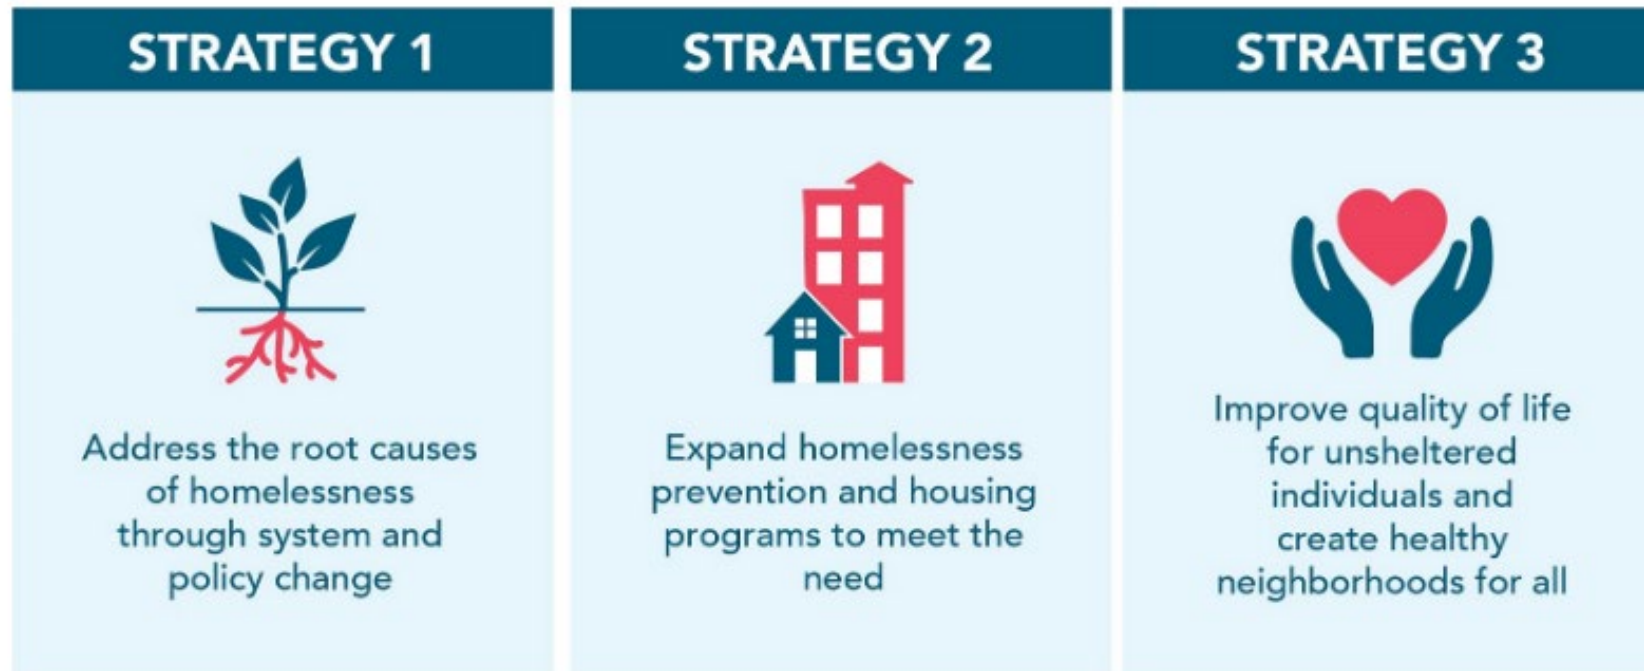 STRATEGY 1
Address the root causes
of homelessness
through system and
policy change
STRATEGY 2
Expand homelessness
prevention and housing
programs to meet the
need
STRATEGY 3
Improve quality of life
for unsheltered
individuals and
create healthy
neighborhoods for all